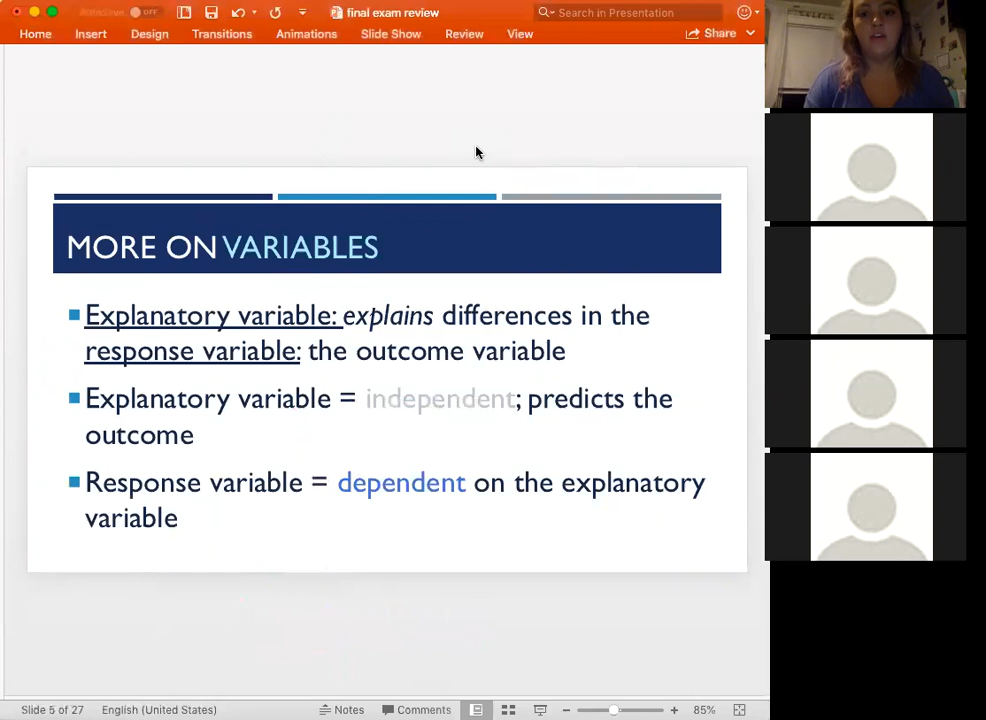 AutoSave OFF
final exam review
Search in Presentation
Home Insert Design Transitions Animations Slide Show Review View Share
MORE ON VARIABLES
Explanatory variable: explains differences in the
response variable: the outcome variable
Explanatory variable = independent; predicts the
outcome
Response variable = dependent on the explanatory
variable
Slide 5 of 27 English (United States) Notes Comments 85%